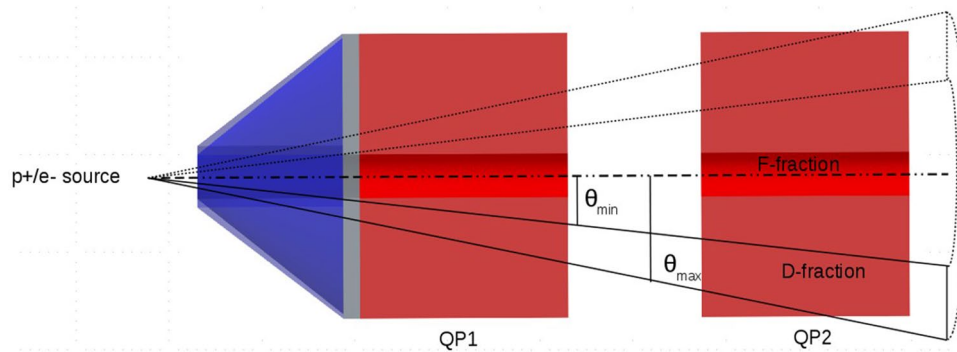 F-fraction
p+/e- source
θmin
θmax
D-fraction
QP1
QP2